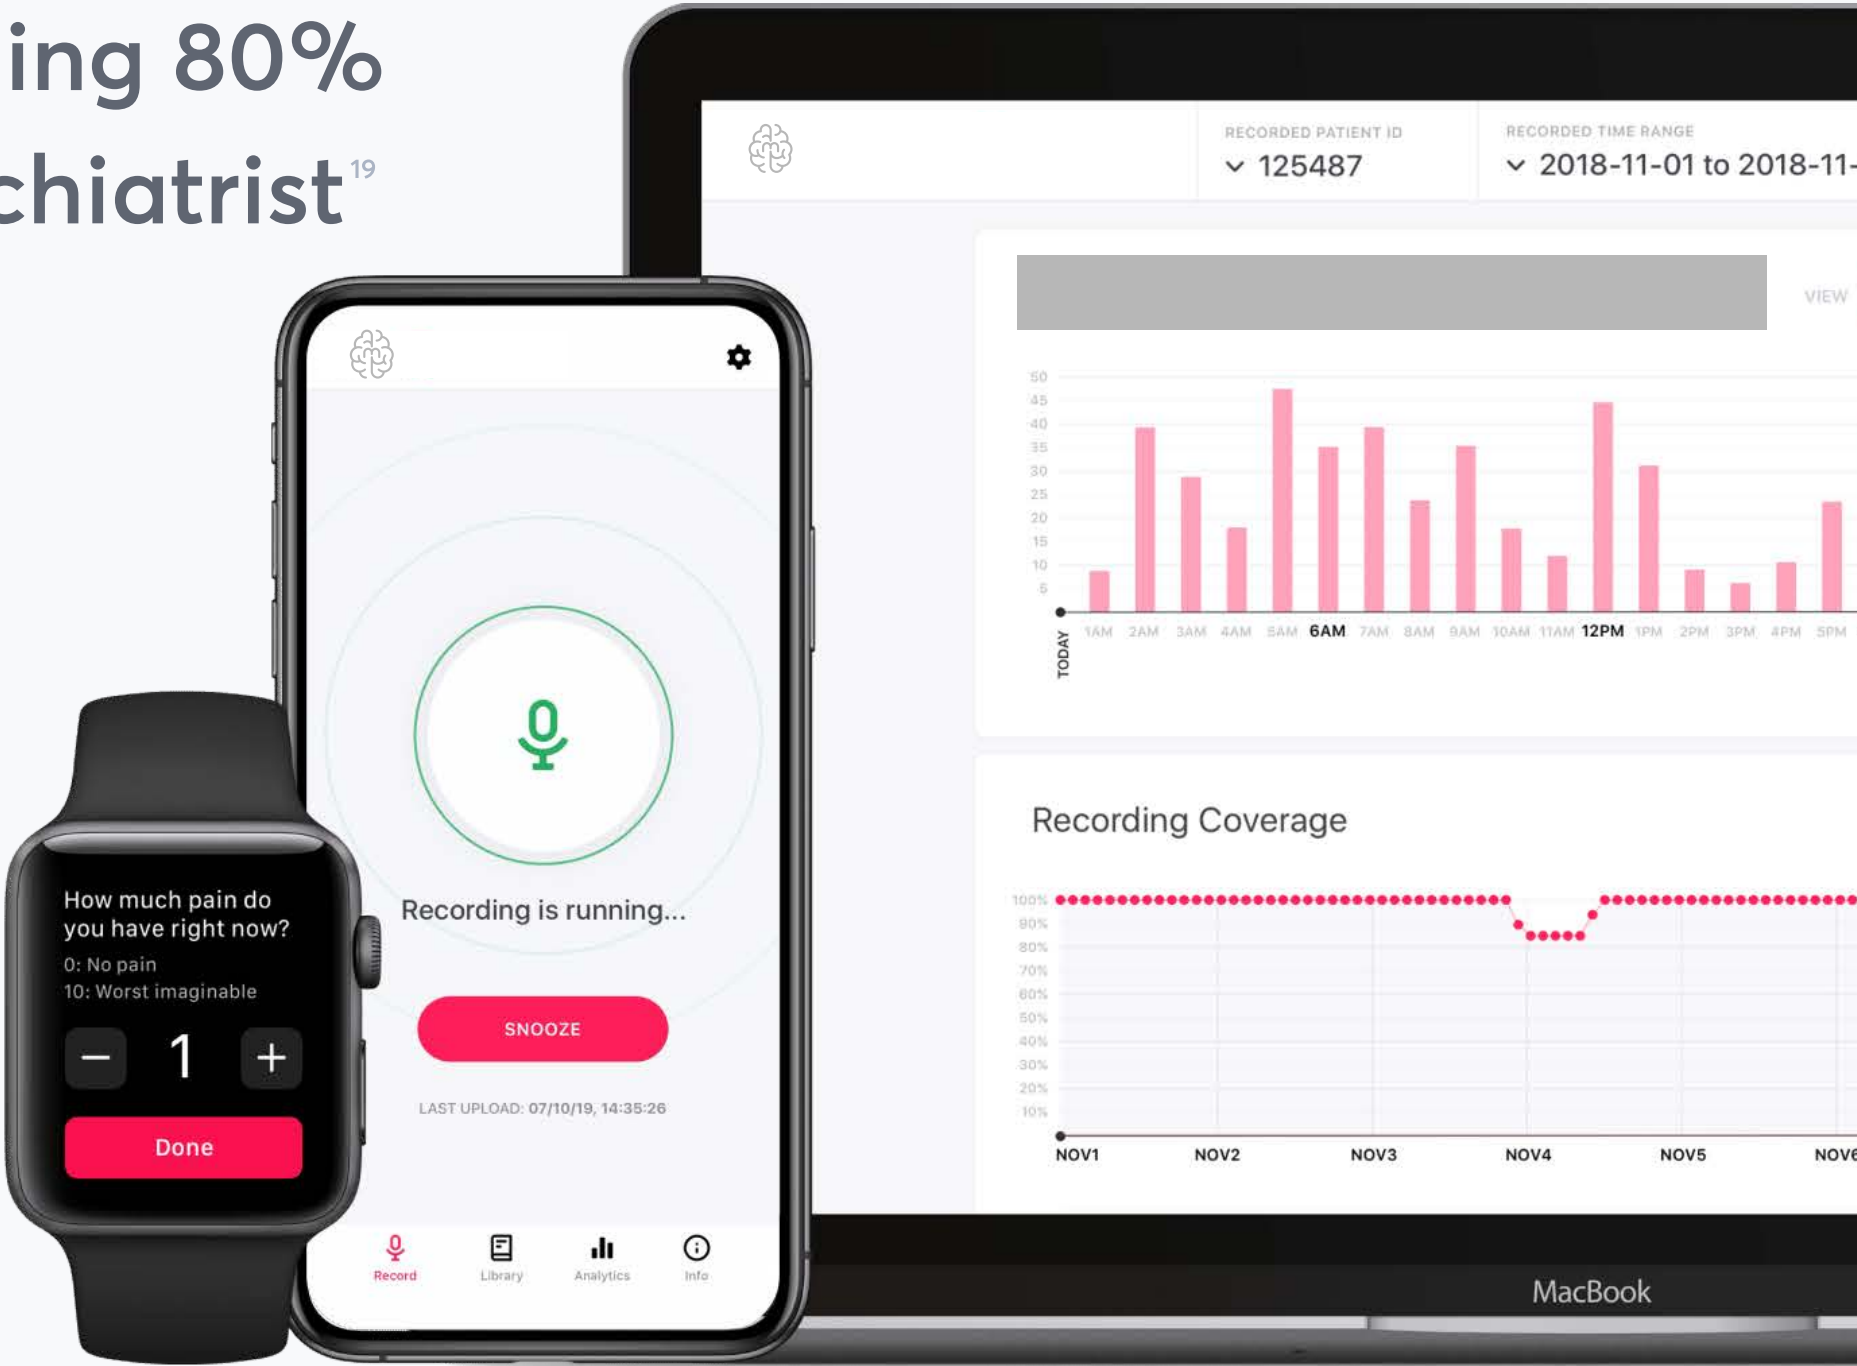 ing 80%
chiatrist19
RECORDED PATIENT ID
125487
RECORDED TIME RANGE
2018-11-01 to 2018-11-
VIEW
50
45
40
35
30
25
20
15
10
5
TODAY
1AM 2AM 3AM 4AM 5AM 6AM 7AM 8AM 9AM 10AM 11AM 12PM 1PM 2PM 3PM 4PM 5PM
Recording Coverage
100%
90%
80%
70%
60%
50%
40%
30%
20%
10%
NOV1 NOV2 NOV3 NOV4 NOV5 NOV6
MacBook
Recording is running...
SNOOZE
LAST UPLOAD: 07/10/19, 14:35:26
Record Library Analytics Info
How much pain do
you have right now?
0: No pain
10: Worst imaginable
− 1 +
Done